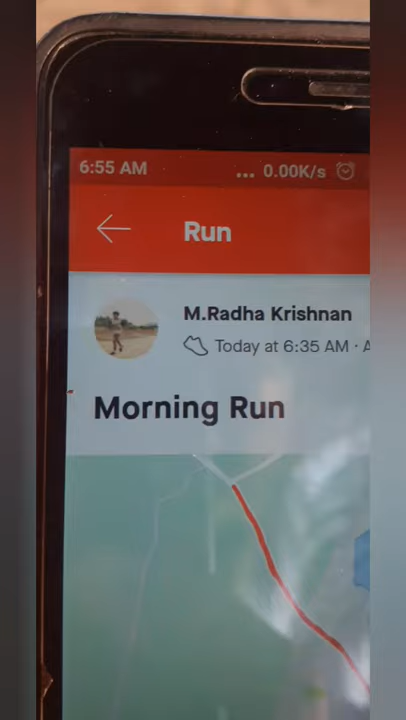 6:55 AM ... 0.00K/s
Run
M.Radha Krishnan
Today at 6:35 AM · A
Morning Run